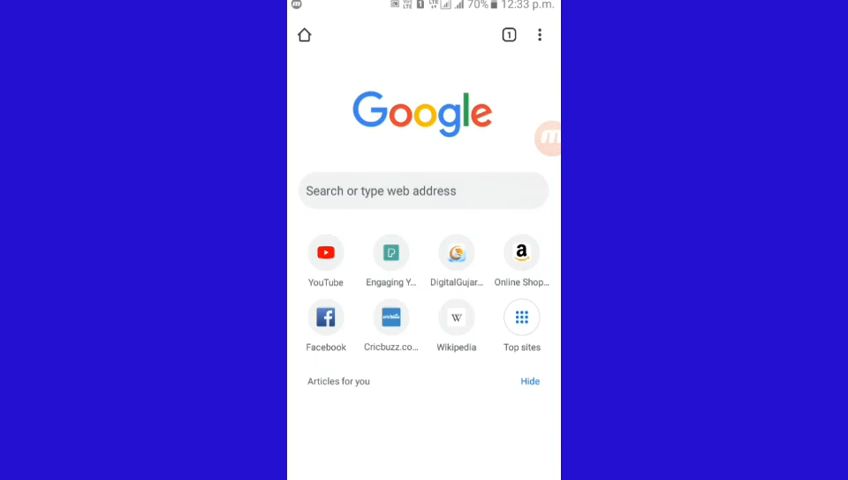 70% 12:33 p.m.
1
Google
Search or type web address
YouTube
Engaging Y...
DigitalGujar...
Online Shop...
Facebook
Cricbuzz.co...
Wikipedia
Top sites
Articles for you
Hide